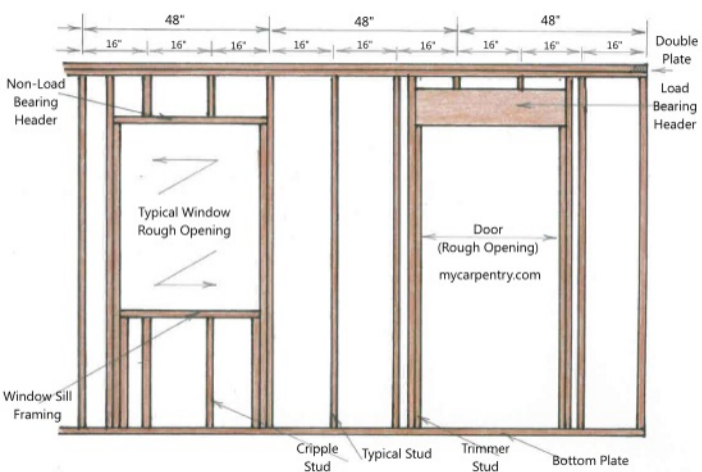 48"
48"
48"
16"
16"
16"
16"
16"
16"
16"
16"
16"
Double
Plate
Non-Load
Bearing
Header
Load
Bearing
Header
Typical Window
Rough Opening
Door
(Rough Opening)
mycarpentry.com
Window Sill
Framing
Cripple
Stud
Typical Stud
Trimmer
Stud
Bottom Plate